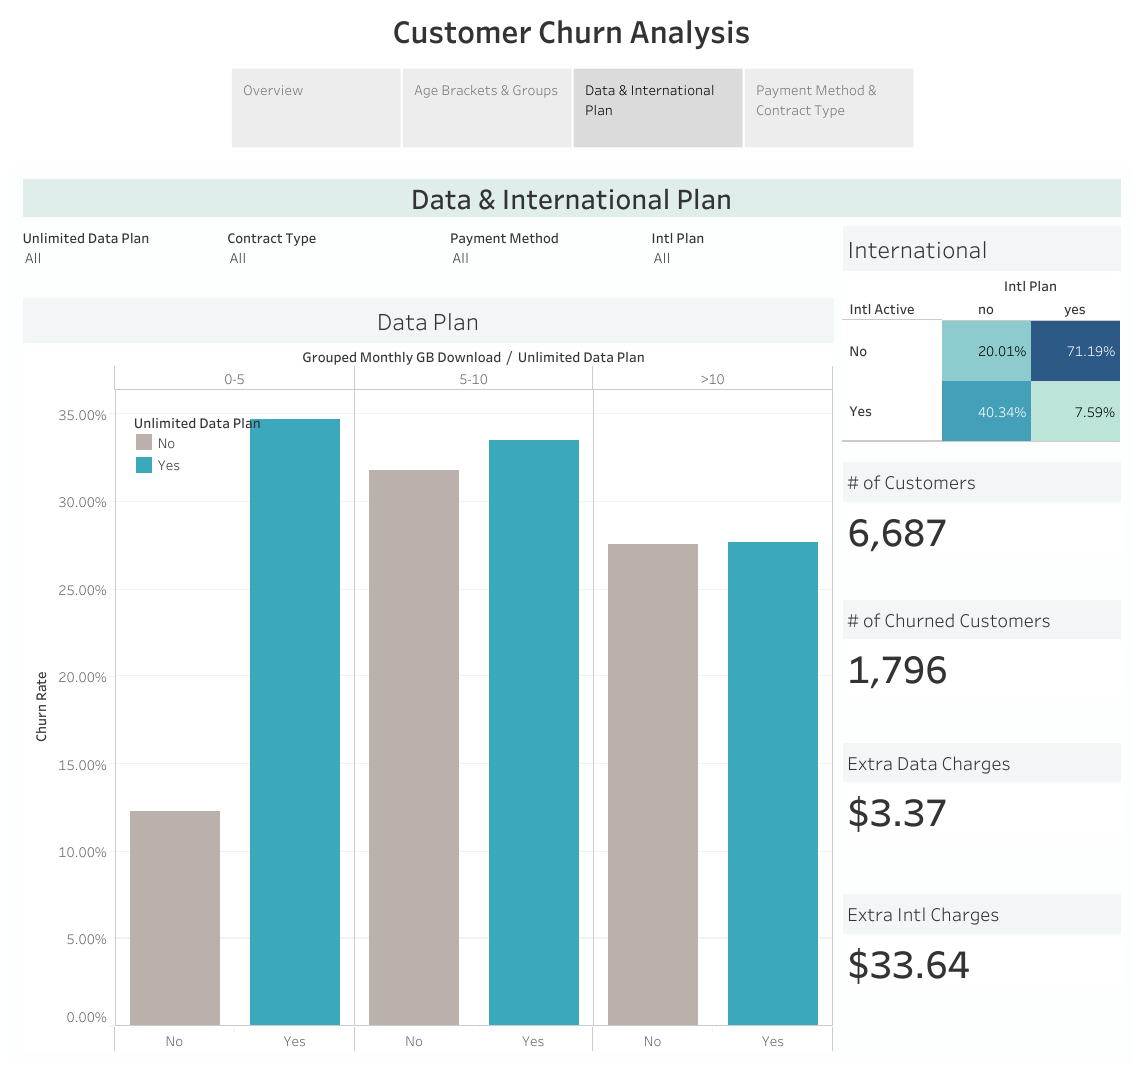 Customer Churn Analysis
Overview
Age Brackets & Groups
Data & International
Plan
Payment Method &
Contract Type
Data & International Plan
Unlimited Data Plan
All
Contract Type
All
Payment Method
All
Intl Plan
All
Data Plan
Grouped Monthly GB Download / Unlimited Data Plan
0-5 5-10 >10
Unlimited Data Plan
No
Yes
Churn Rate
35.00%
30.00%
25.00%
20.00%
15.00%
10.00%
5.00%
0.00%
No Yes No Yes No Yes
International
Intl Plan
Intl Active no yes
No 20.01% 71.19%
Yes 40.34% 7.59%
# of Customers
6,687
# of Churned Customers
1,796
Extra Data Charges
$3.37
Extra Intl Charges
$33.64